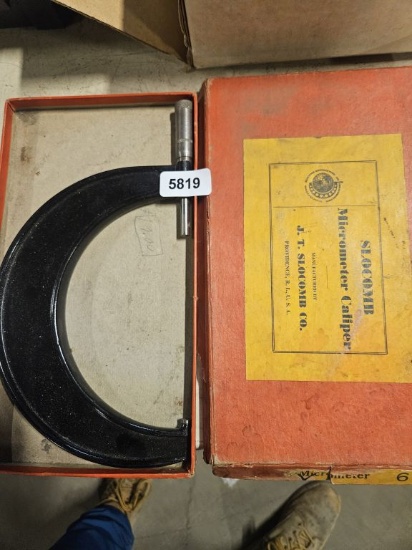 5819
SLOCOMB
Micrometer Caliper
MANUFACTURED BY
J. T. SLOCOMB CO.
PROVIDENCE, R. I., U. S. A.
Micrometer 6